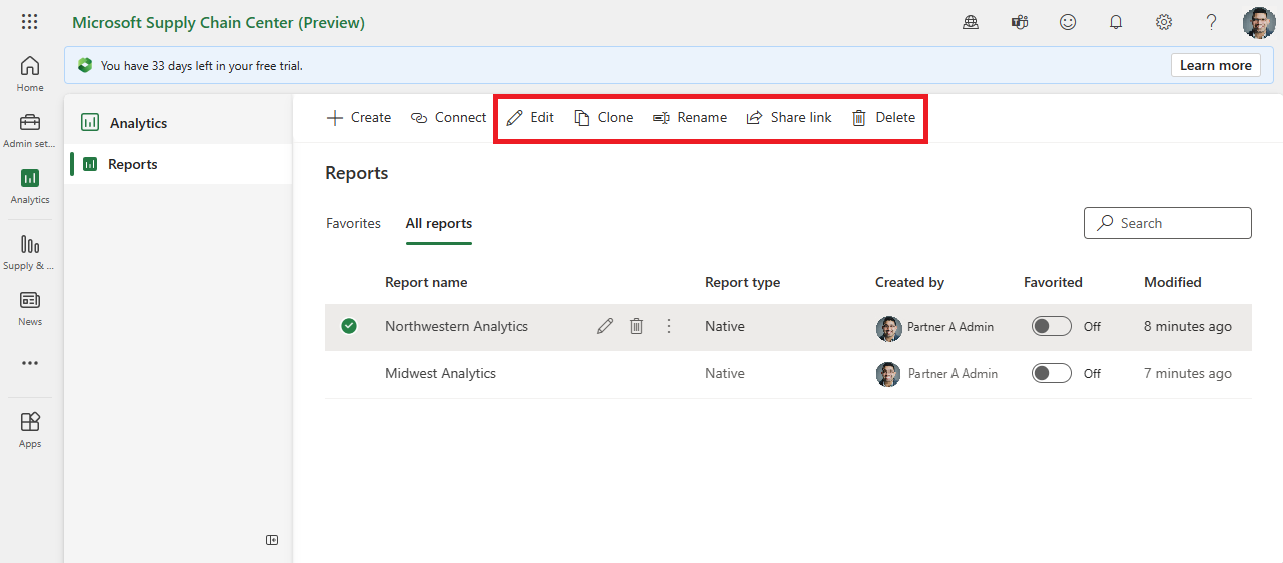 Microsoft Supply Chain Center (Preview)
You have 33 days left in your free trial.
Learn more
Home
Admin set...
Analytics
Supply & ...
News
Apps
Analytics
Reports
Create Connect Edit Clone Rename Share link Delete
Reports
Favorites All reports
Search
Report name Report type Created by Favorited Modified
Northwestern Analytics Native Partner A Admin Off 8 minutes ago
Midwest Analytics Native Partner A Admin Off 7 minutes ago